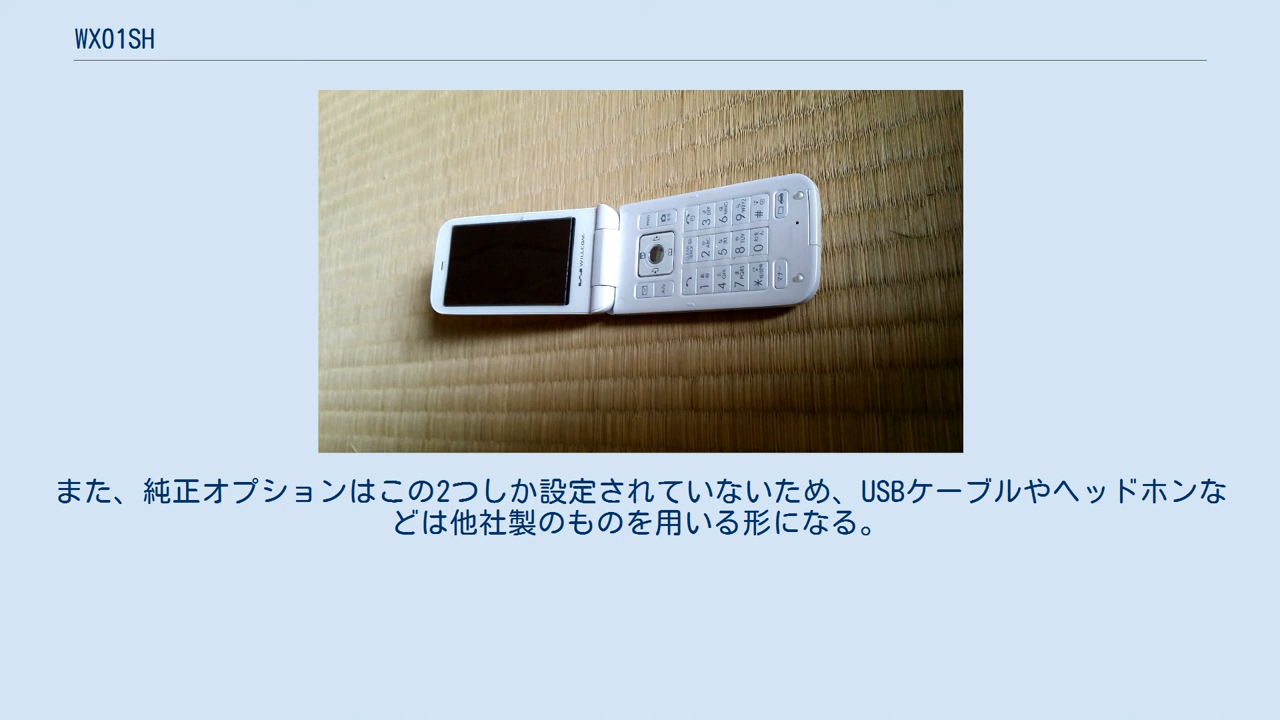 WX01SH
WILLCOM
また、純正オプションはこの2つしか設定されていないため、USBケーブルやヘッドホンな
どは他社製のものを用いる形になる。